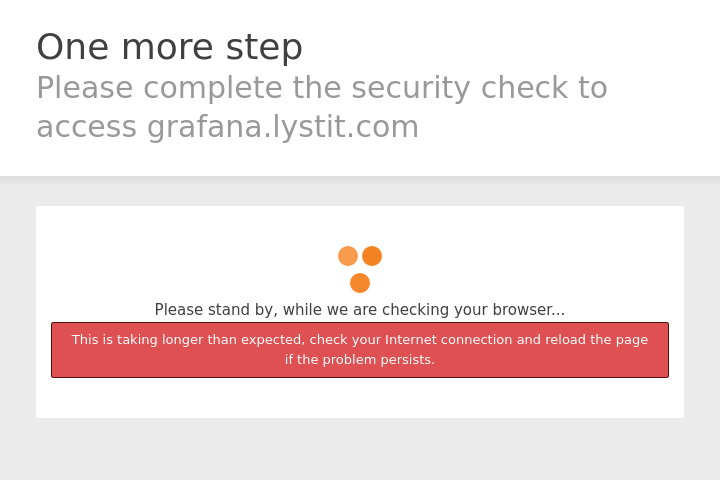 One more step
Please complete the security check to
access grafana.lystit.com
Please stand by, while we are checking your browser...
This is taking longer than expected, check your Internet connection and reload the page
if the problem persists.